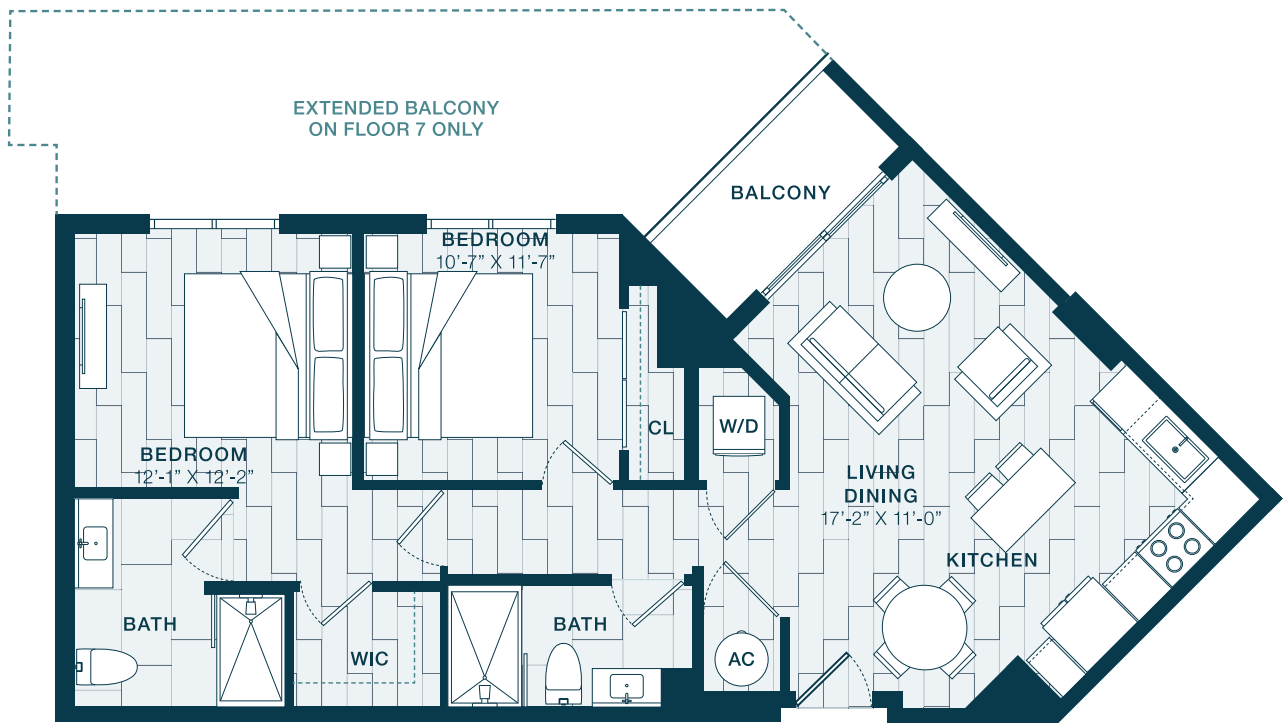 EXTENDED BALCONY
ON FLOOR 7 ONLY
BALCONY
BEDROOM
10’-7” X 11’-7”
CL
W/D
BEDROOM
12’-1” X 12’-2”
LIVING
DINING
17’-2” X 11’-0”
KITCHEN
BATH
WIC
BATH
AC